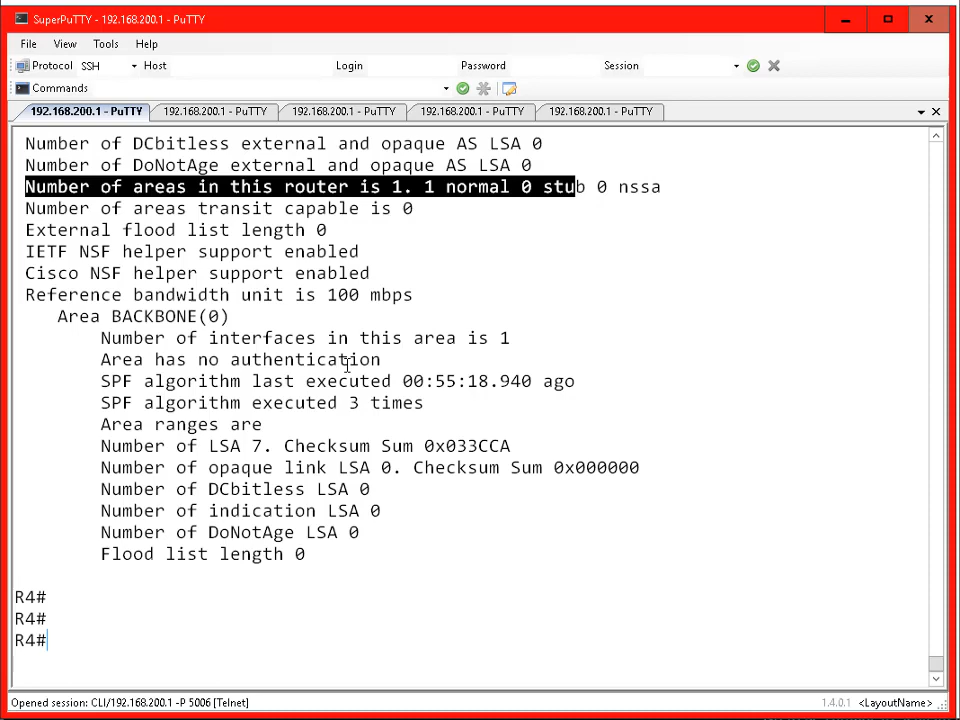 SuperPuTTY - 192.168.200.1 - PuTTY
File View Tools Help
Protocol SSH Host Login Password Session
Commands
192.168.200.1 - PuTTY 192.168.200.1 - PuTTY 192.168.200.1 - PuTTY 192.168.200.1 - PuTTY 192.168.200.1 - PuTTY
Number of DCbitless external and opaque AS LSA 0
Number of DoNotAge external and opaque AS LSA 0
Number of areas in this router is 1. 1 normal 0 stub 0 nssa
Number of areas transit capable is 0
External flood list length 0
IETF NSF helper support enabled
Cisco NSF helper support enabled
Reference bandwidth unit is 100 mbps
Area BACKBONE(0)
Number of interfaces in this area is 1
Area has no authentication
SPF algorithm last executed 00:55:18.940 ago
SPF algorithm executed 3 times
Area ranges are
Number of LSA 7. Checksum Sum 0x033CCA
Number of opaque link LSA 0. Checksum Sum 0x000000
Number of DCbitless LSA 0
Number of indication LSA 0
Number of DoNotAge LSA 0
Flood list length 0
R4#
R4#
R4#
Opened session: CLI/192.168.200.1 -P 5006 [Telnet] 1.4.0.1 <LayoutName>